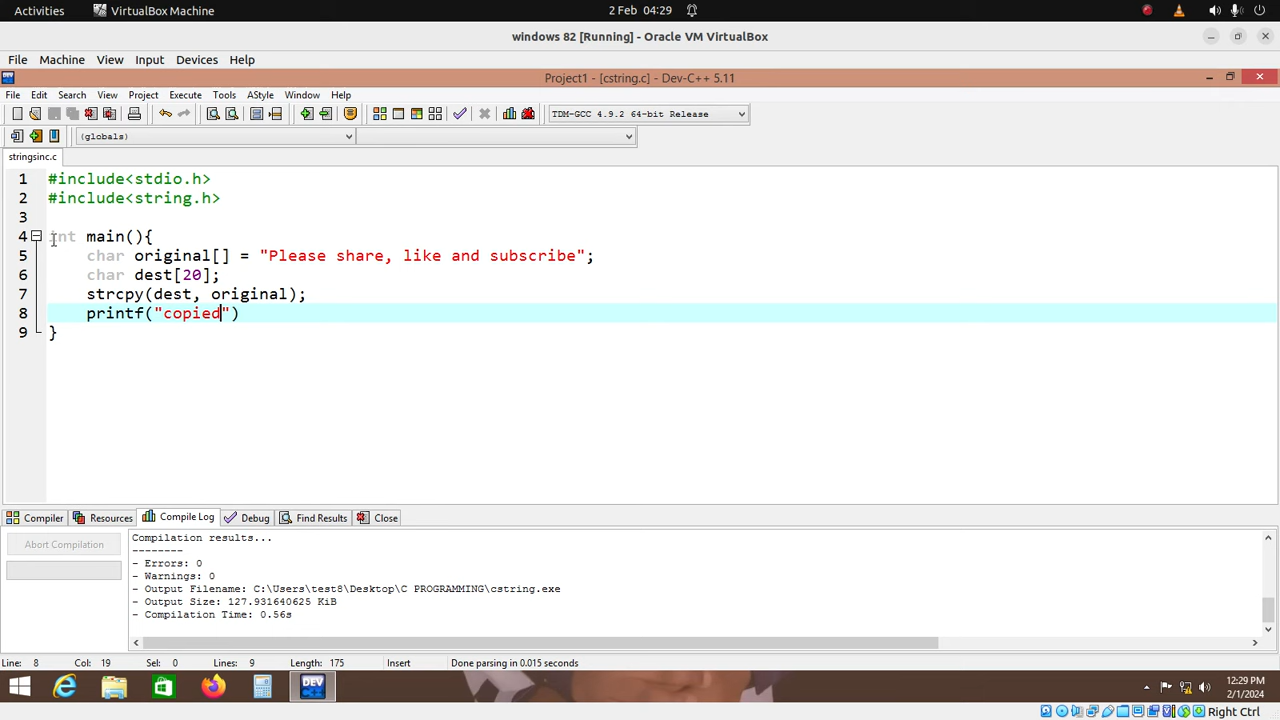 Activities VirtualBox Machine 2 Feb 04:29
windows 82 [Running] - Oracle VM VirtualBox
File Machine View Input Devices Help
Project1 - [cstring.c] - Dev-C++ 5.11
File Edit Search View Project Execute Tools AStyle Window Help
TDM-GCC 4.9.2 64-bit Release
(globals)
stringsinc.c
1 #include<stdio.h>
2 #include<string.h>
3
4 int main(){
5 char original[] = "Please share, like and subscribe";
6 char dest[20];
7 strcpy(dest, original);
8 printf("copied")
9 }
Compiler Resources Compile Log Debug Find Results Close
Abort Compilation
Compilation results...
--------
- Errors: 0
- Warnings: 0
- Output Filename: C:\Users\test8\Desktop\C PROGRAMMING\cstring.exe
- Output Size: 127.931640625 KiB
- Compilation Time: 0.56s
Line: 8 Col: 19 Sel: 0 Lines: 9 Length: 175 Insert Done parsing in 0.015 seconds
DEV
12:29 PM
2/1/2024
Right Ctrl